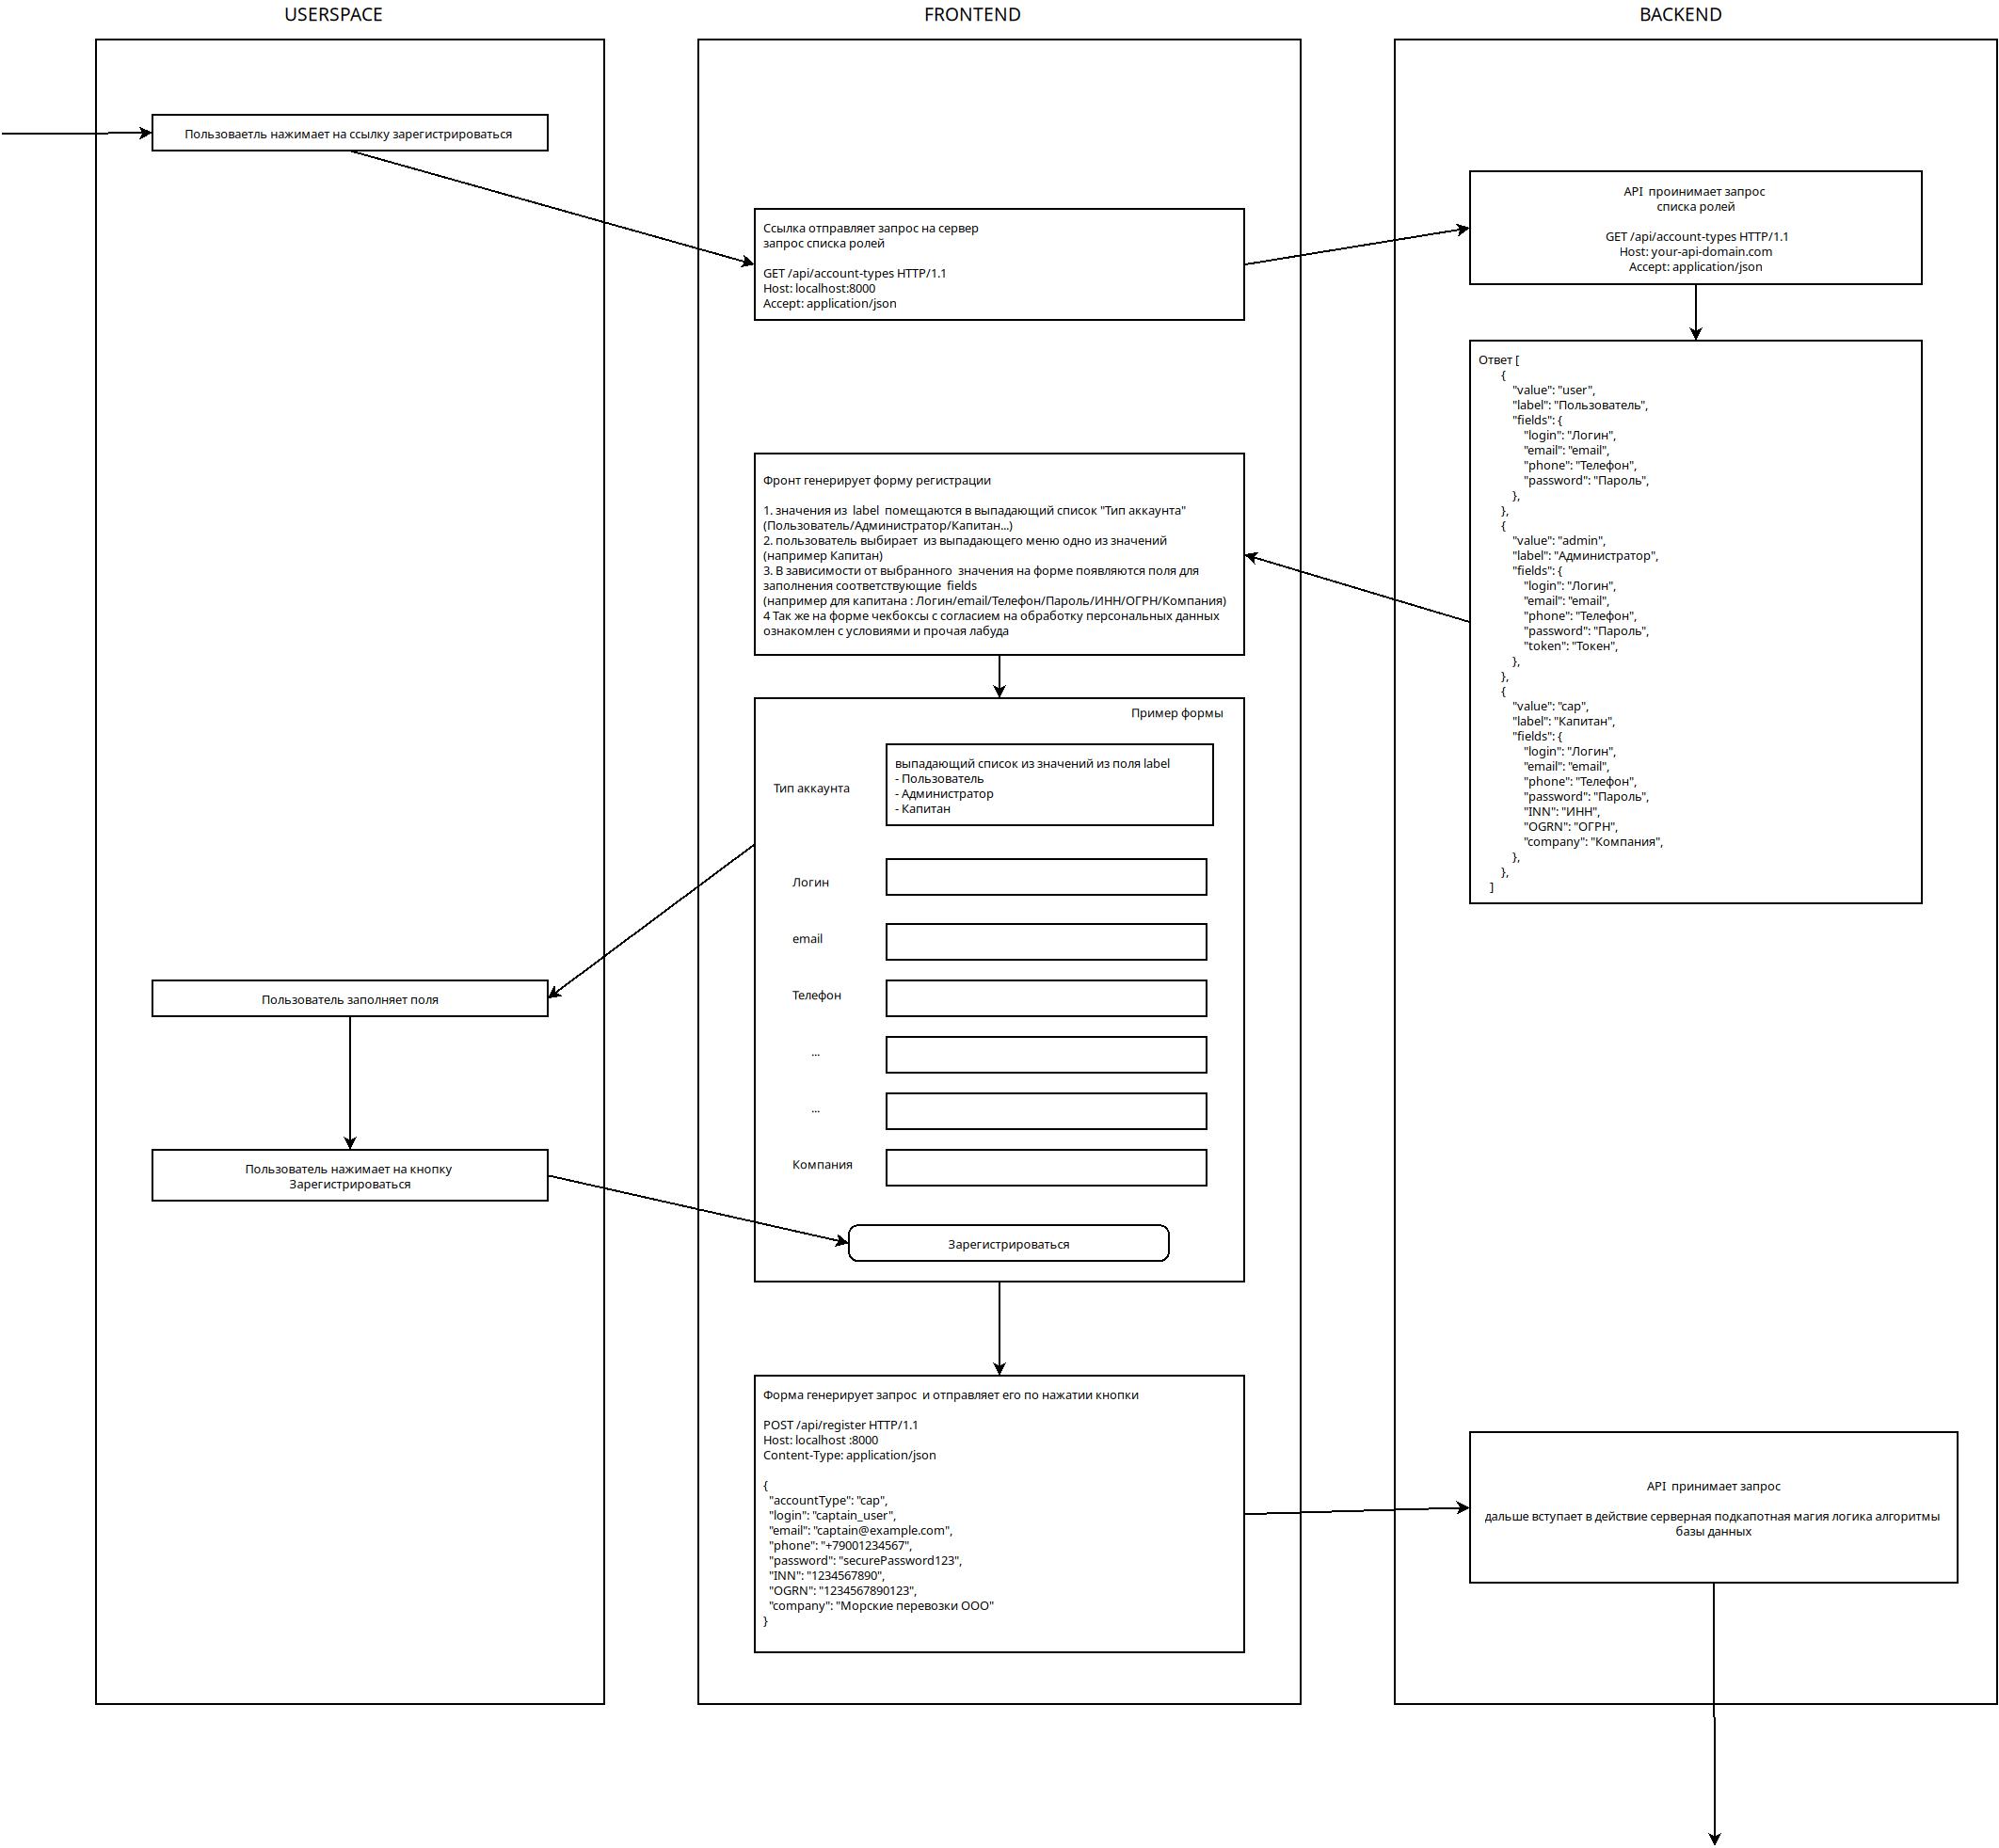 USERSPACE
FRONTEND
BACKEND
Пользоваетль нажимает на ссылку зарегистрироваться
Ссылка отправляет запрос на сервер
запрос списка ролей
GET /api/account-types HTTP/1.1
Host: localhost:8000
Accept: application/json
API  проинимает запрос
списка ролей
GET /api/account-types HTTP/1.1
Host: your-api-domain.com
Accept: application/json
Ответ [
{
"value": "user",
"label": "Пользователь",
"fields": {
"login": "Логин",
"email": "email",
"phone": "Телефон",
"password": "Пароль",
},
},
{
"value": "admin",
"label": "Администратор",
"fields": {
"login": "Логин",
"email": "email",
"phone": "Телефон",
"password": "Пароль",
"token": "Токен",
},
},
{
"value": "cap",
"label": "Капитан",
"fields": {
"login": "Логин",
"email": "email",
"phone": "Телефон",
"password": "Пароль",
"INN": "ИНН",
"OGRN": "ОГРН",
"company": "Компания",
},
},
]
Фронт генерирует форму регистрации
1. значения из  label  помещаются в выпадающий список "Тип аккаунта"
(Пользователь/Администратор/Капитан...)
2. пользователь выбирает  из выпадающего меню одно из значений
(например Капитан)
3. В зависимости от выбранного  значения на форме появляются поля для
заполнения соответствующие  fields
(например для капитана : Логин/email/Телефон/Пароль/ИНН/ОГРН/Компания)
4 Так же на форме чекбоксы с согласием на обработку персональных данных
ознакомлен с условиями и прочая лабуда
Пример формы
Тип аккаунта
выпадающий список из значений из поля label
- Пользователь
- Администратор
- Капитан
Логин
email
Телефон
...
...
Компания
Зарегистрироваться
Пользователь заполняет поля
Пользователь нажимает на кнопку
Зарегистрироваться
Форма генерирует запрос  и отправляет его по нажатии кнопки
POST /api/register HTTP/1.1
Host: localhost :8000
Content-Type: application/json
{
"accountType": "cap",
"login": "captain_user",
"email": "captain@example.com",
"phone": "+79001234567",
"password": "securePassword123",
"INN": "1234567890",
"OGRN": "1234567890123",
"company": "Морские перевозки ООО"
}
API  принимает запрос
дальше вступает в действие серверная подкапотная магия логика алгоритмы
базы данных